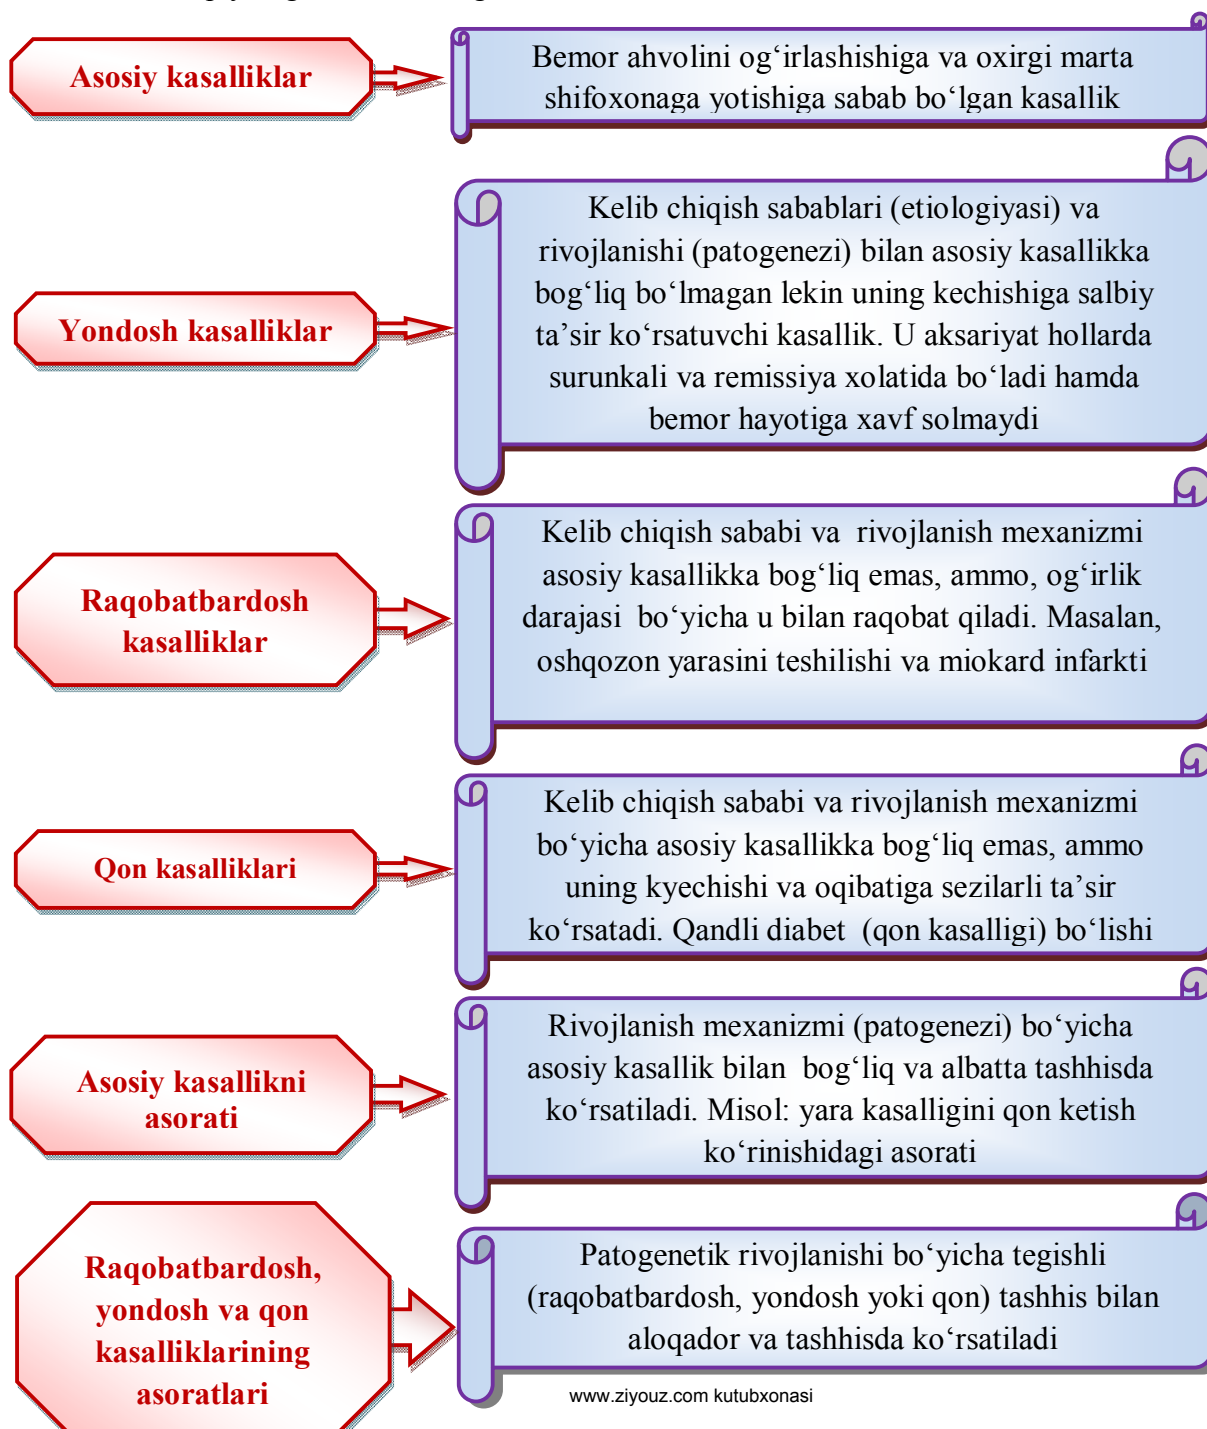 Asosiy kasalliklar
Bemor ahvolini og‘irlashishiga va oxirgi marta
shifoxonaga yotishiga sabab bo‘lgan kasallik
Yondosh kasalliklar
Kelib chiqish sabablari (etiologiyasi) va
rivojlanishi (patogenezi) bilan asosiy kasallikka
bog‘liq bo‘lmagan lekin uning kechishiga salbiy
ta’sir ko‘rsatuvchi kasallik. U aksariyat hollarda
surunkali va remissiya xolatida bo‘ladi hamda
bemor hayotiga xavf solmaydi
Raqobatbardosh
kasalliklar
Kelib chiqish sababi va rivojlanish mexanizmi
asosiy kasallikka bog‘liq emas, ammo, og‘irlik
darajasi bo‘yicha u bilan raqobat qiladi. Masalan,
oshqozon yarasini teshilishi va miokard infarkti
Qon kasalliklari
Kelib chiqish sababi va rivojlanish mexanizmi
bo‘yicha asosiy kasallikka bog‘liq emas, ammo
uning kyechishi va oqibatiga sezilarli ta’sir
ko‘rsatadi. Qandli diabet (qon kasalligi) bo‘lishi
Asosiy kasallikni
asorati
Rivojlanish mexanizmi (patogenezi) bo‘yicha
asosiy kasallik bilan bog‘liq va albatta tashhisda
ko‘rsatiladi. Misol: yara kasalligini qon ketish
ko‘rinishidagi asorati
Raqobatbardosh,
yondosh va qon
kasalliklarining
asoratlari
Patogenetik rivojlanishi bo‘yicha tegishli
(raqobatbardosh, yondosh yoki qon) tashhis bilan
aloqador va tashhisda ko‘rsatiladi
www.ziyouz.com kutubxonasi